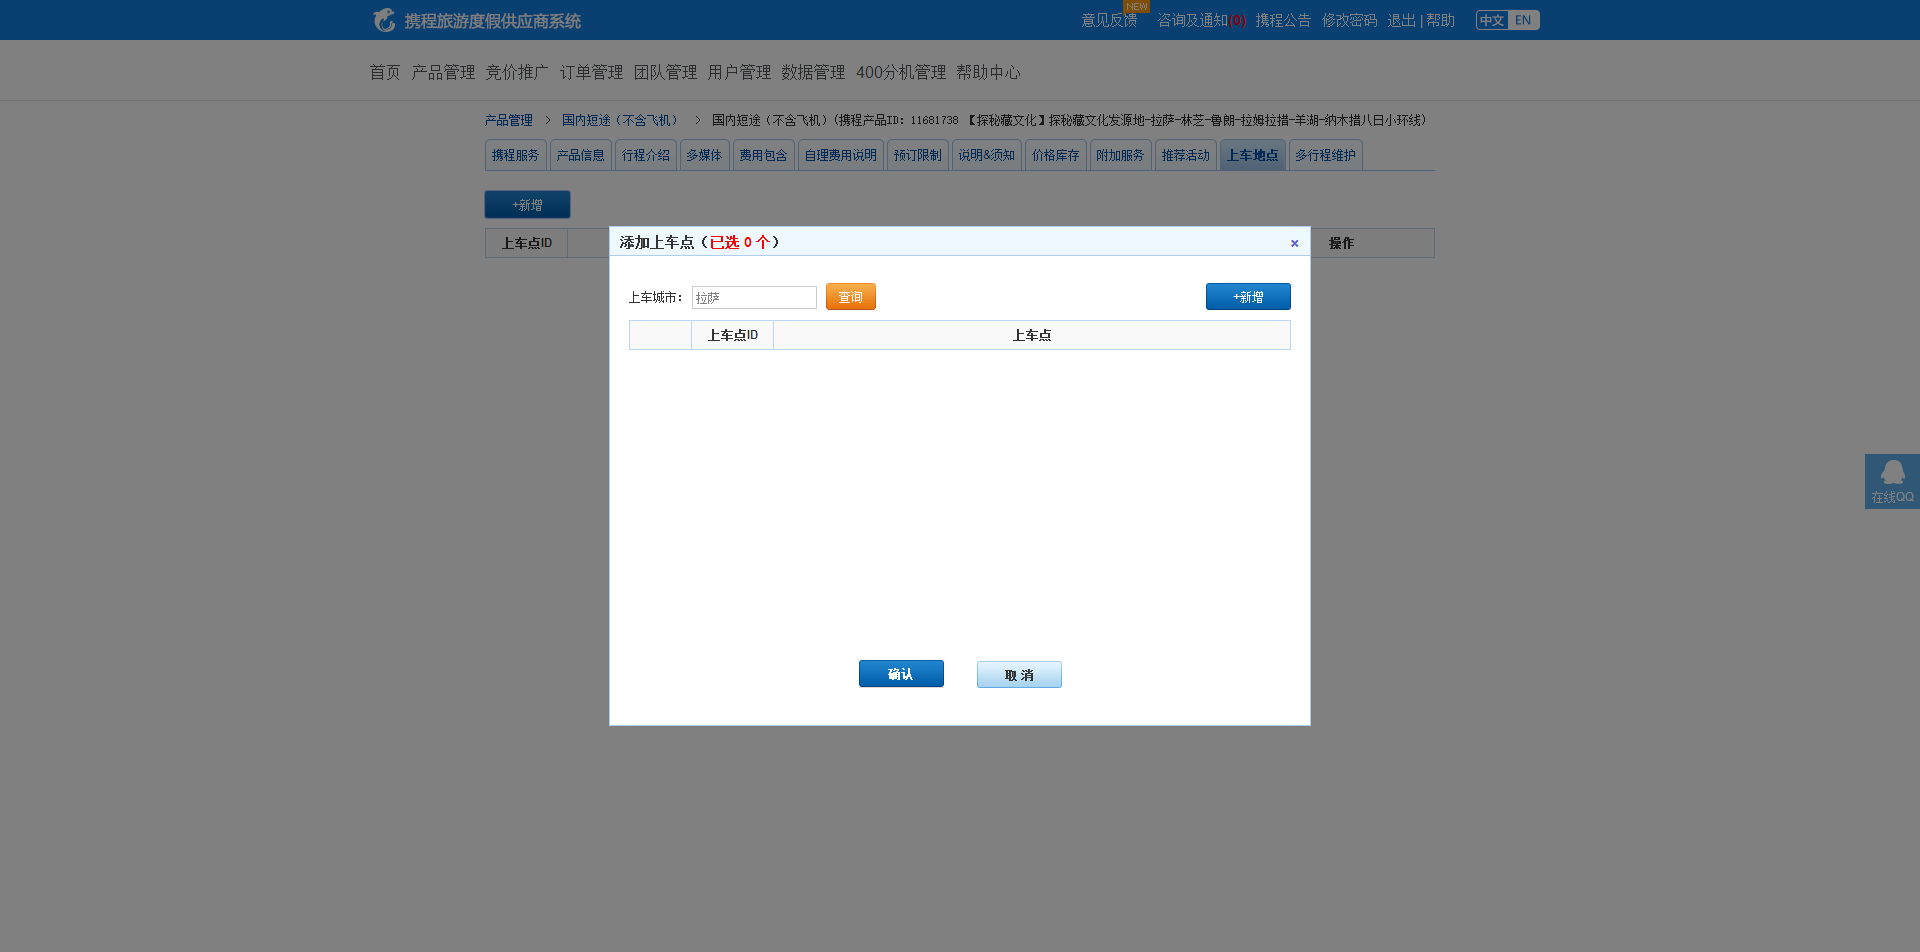 携程旅游度假供应商系统
意见反馈 NEW 咨询及通知(0) 携程公告 修改密码 退出 | 帮助 中文 EN
首页 产品管理 竞价推广 订单管理 团队管理 用户管理 数据管理 400分机管理 帮助中心
产品管理 > 国内短途（不含飞机） > 国内短途（不含飞机）(携程产品ID: 11681738 【探秘藏文化】探秘藏文化发源地-拉萨-林芝-鲁朗-拉姆拉措-羊湖-纳木措八日小环线)
携程服务 产品信息 行程介绍 多媒体 费用包含 自理费用说明 预订限制 说明&须知 价格库存 附加服务 推荐活动 上车地点 多行程维护
+新增
上车点ID 操作
添加上车点（已选 0 个） ×
上车城市： 拉萨 查询 +新增
上车点ID 上车点
确认 取 消
在线QQ